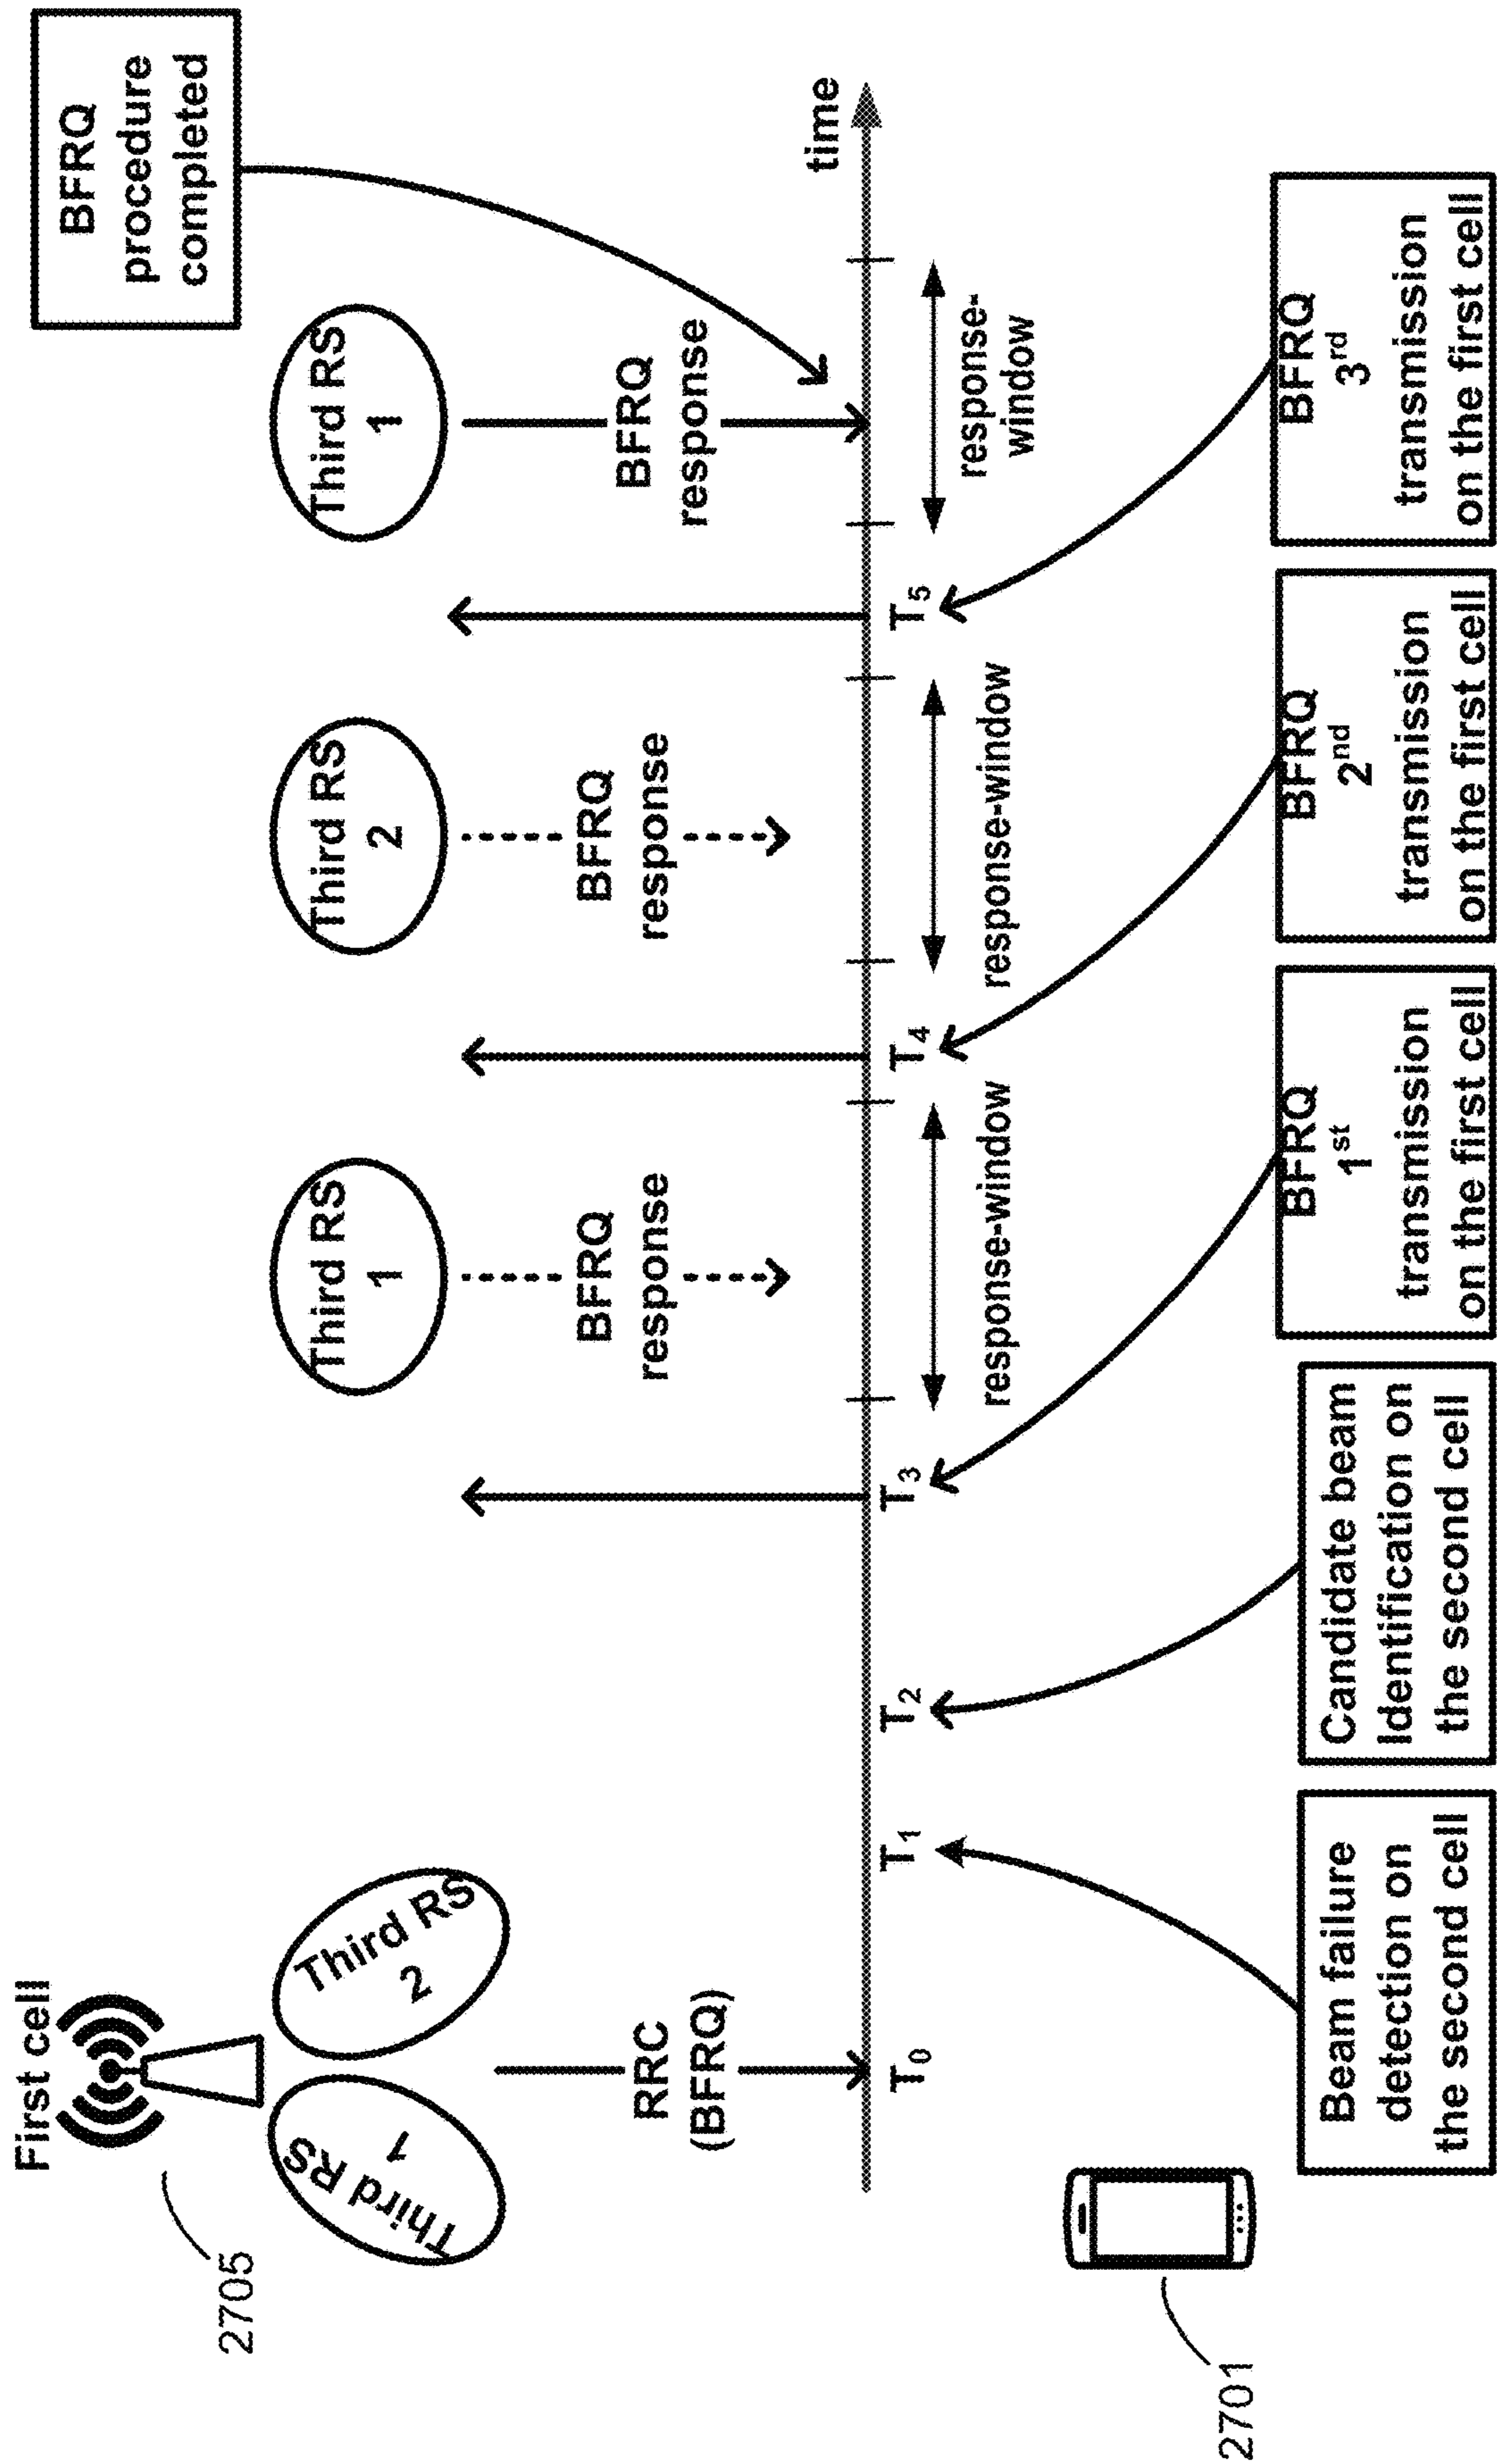 First cell
2705
Third RS
1
Third RS
2
RRC
(BFRQ)
Third RS
1
BFRQ
response
Third RS
2
BFRQ
response
Third RS
1
BFRQ
response
BFRQ
procedure
completed
time
T0
T1
T2
T3
T4
T5
response-window
response-window
response-
window
2701
Beam failure
detection on
the second cell
Candidate beam
Identification on
the second cell
BFRQ
1st
transmission
on the first cell
BFRQ
2nd
transmission
on the first cell
BFRQ
3rd
transmission
on the first cell